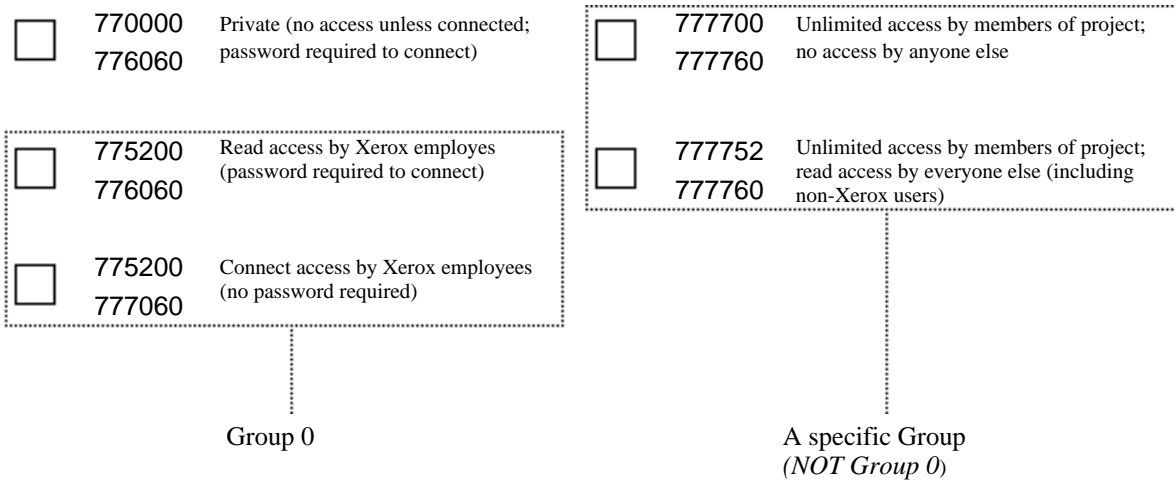 770000 Private (no access unless connected;
776060 password required to connect)
775200 Read access by Xerox employes
776060 (password required to connect)
775200 Connect access by Xerox employees
777060 (no password required)
Group 0
777700 Unlimited access by members of project;
777760 no access by anyone else
777752 Unlimited access by members of project;
777760 read access by everyone else (including
non-Xerox users)
A specific Group
(NOT Group 0)